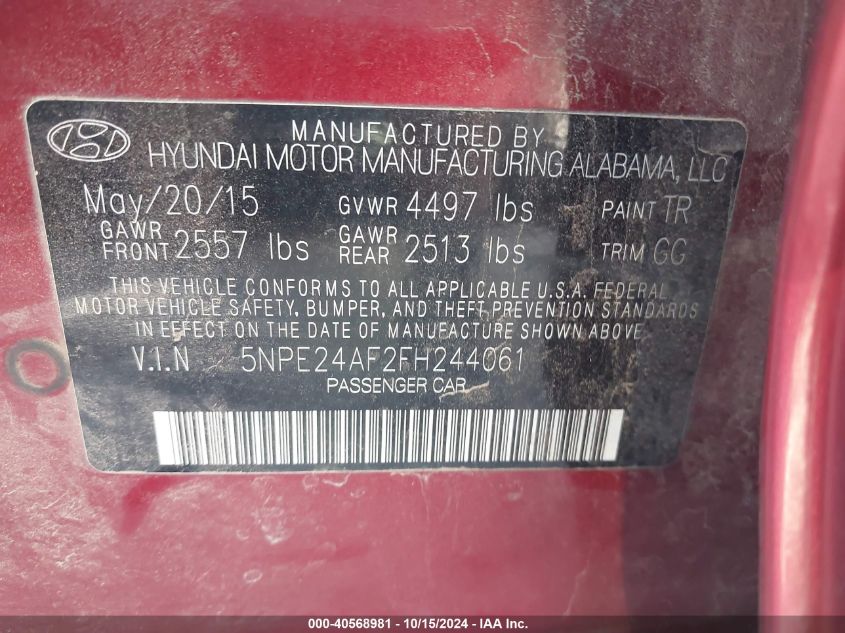 MANUFACTURED BY
HYUNDAI MOTOR MANUFACTURING ALABAMA, LLC
May/20/15 GVWR 4497 lbs PAINT TR
GAWR FRONT 2557 lbs GAWR REAR 2513 lbs TRIM GG
THIS VEHICLE CONFORMS TO ALL APPLICABLE U.S.A. FEDERAL
MOTOR VEHICLE SAFETY, BUMPER, AND THEFT PREVENTION STANDARDS
IN EFFECT ON THE DATE OF MANUFACTURE SHOWN ABOVE.
V.I.N 5NPE24AF2FH244061
PASSENGER CAR
000-40568981 - 10/15/2024 - IAA Inc.